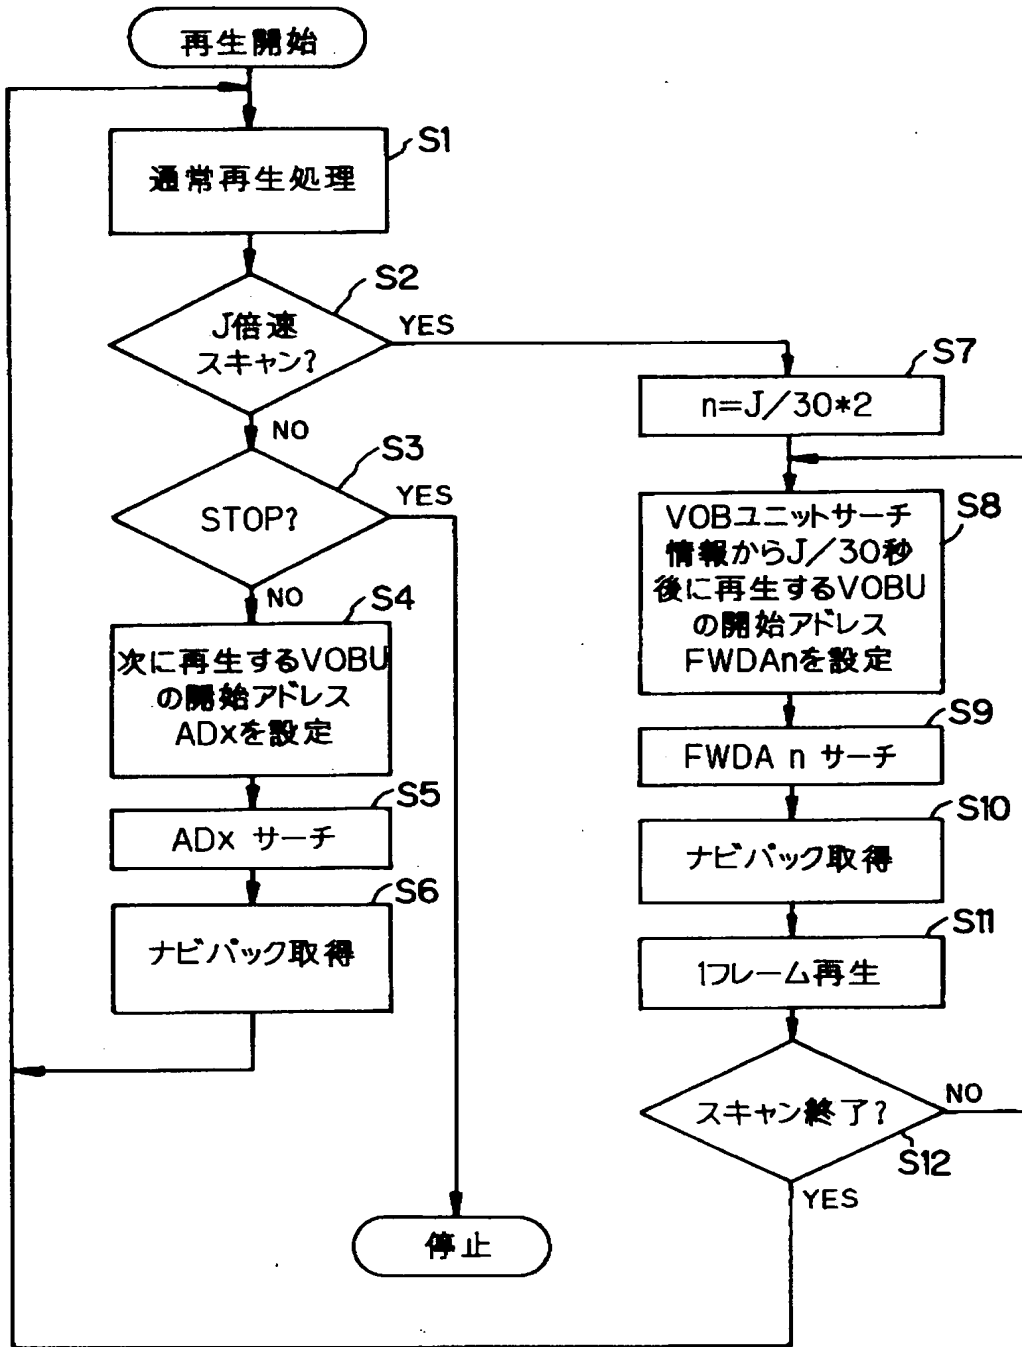 再生開始
S1
通常再生処理
S2
J倍速
スキャン?
YES
NO
S3
STOP?
YES
NO
S4
次に再生するVOBU
の開始アドレス
ADxを設定
S5
ADx サーチ
S6
ナビパック取得
停止
S7
n=J/30*2
S8
VOBユニットサーチ
情報からJ/30秒
後に再生するVOBU
の開始アドレス
FWDAnを設定
S9
FWDA n サーチ
S10
ナビパック取得
S11
1フレーム再生
スキャン終了?
NO
S12
YES